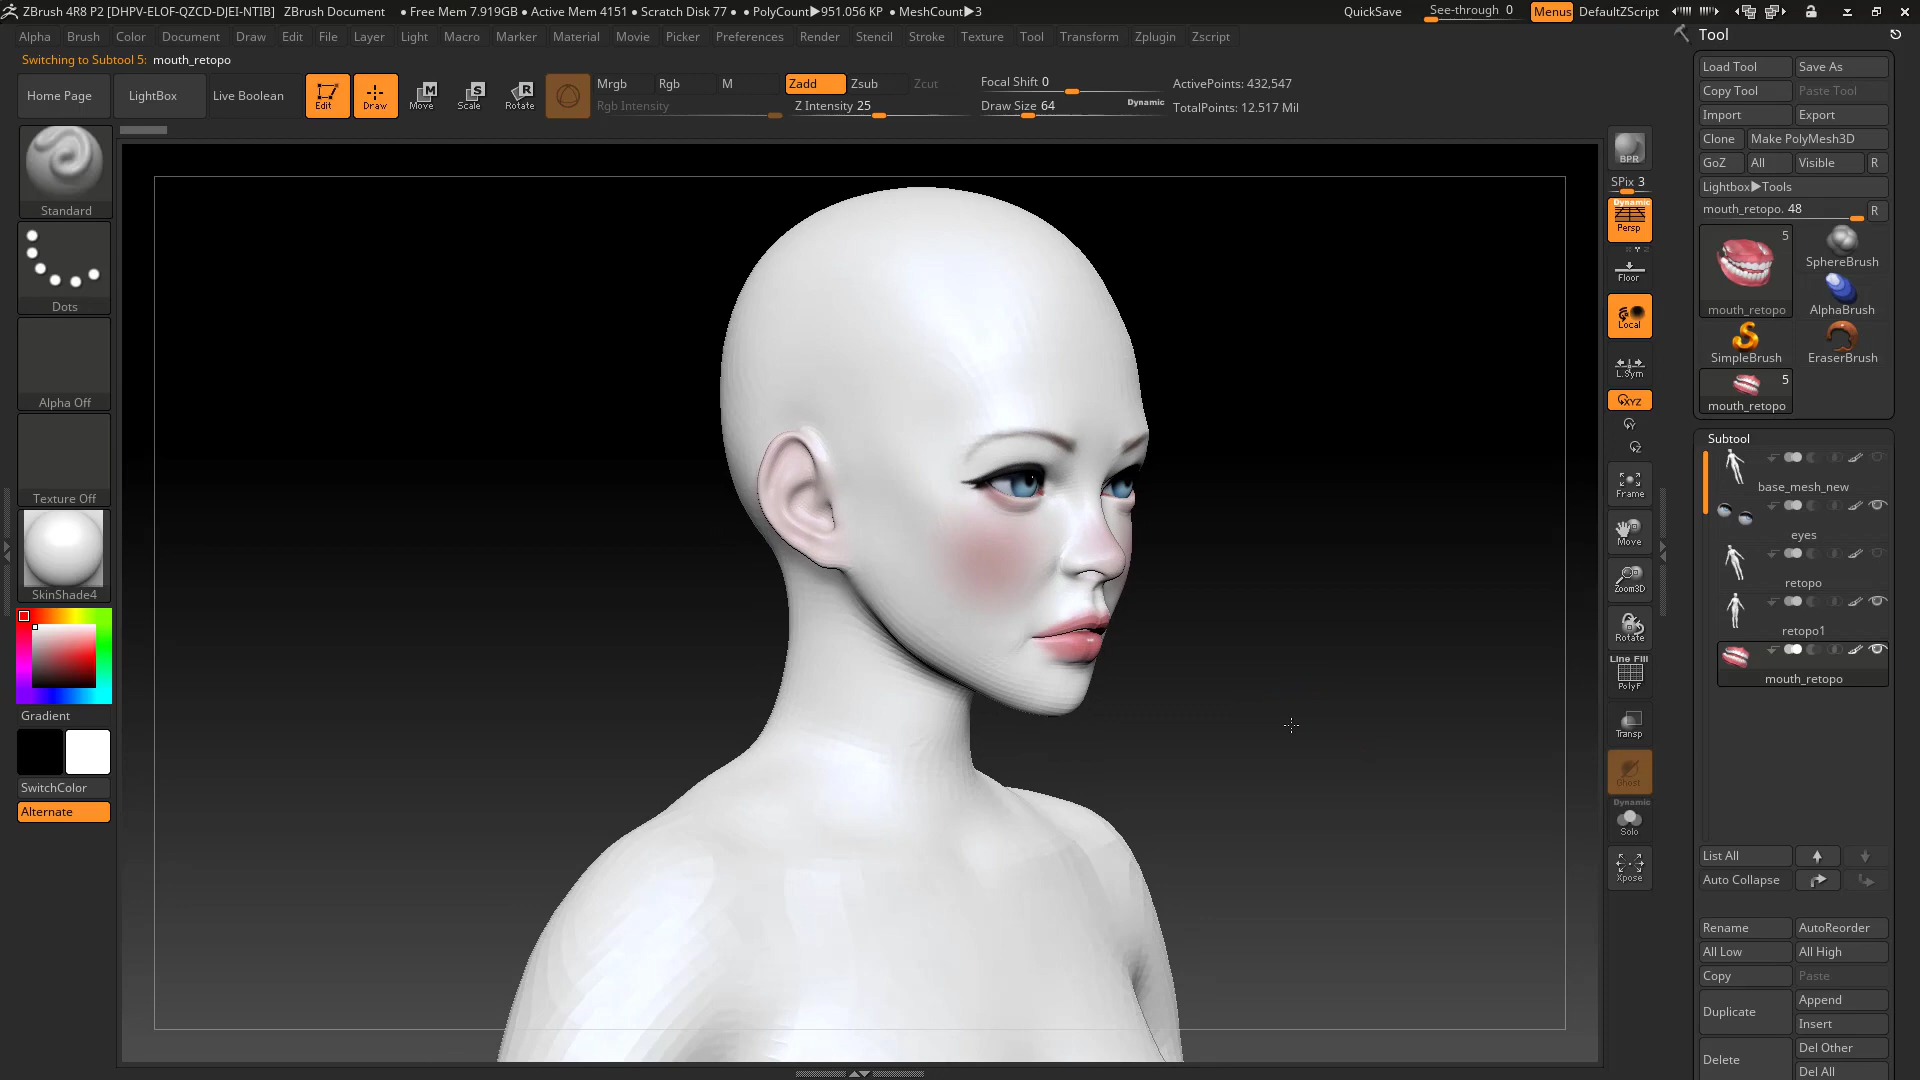 ZBrush 4R8 P2 [DHPV-ELOF-QZCD-DJEI-NTIB] ZBrush Document • Free Mem 7.919GB • Active Mem 4151 • Scratch Disk 77 • PolyCount▶951.056 KP • MeshCount▶3 QuickSave See-through 0 Menus DefaultZScript
Alpha Brush Color Document Draw Edit File Layer Light Macro Marker Material Movie Picker Preferences Render Stencil Stroke Texture Tool Transform Zplugin Zscript
Switching to Subtool 5: mouth_retopo
Home Page LightBox Live Boolean Edit Draw Move Scale Rotate
Mrgb Rgb M Zadd Zsub Zcut
Rgb Intensity Z Intensity 25
Focal Shift 0
Draw Size 64 Dynamic
ActivePoints: 432,547
TotalPoints: 12.517 Mil
Standard
Dots
Alpha Off
Texture Off
SkinShade4
Gradient
SwitchColor
Alternate
BPR
SPix 3
Dynamic
Persp
Floor
Local
L.Sym
XYZ
Y
Z
Frame
Move
Zoom3D
Rotate
Line Fill
PolyF
Transp
Ghost
Dynamic
Solo
Xpose
Tool
Load Tool Save As
Copy Tool Paste Tool
Import Export
Clone Make PolyMesh3D
GoZ All Visible R
Lightbox▶Tools
mouth_retopo. 48 R
5
mouth_retopo
SphereBrush
AlphaBrush
SimpleBrush EraserBrush
5
mouth_retopo
Subtool
base_mesh_new
eyes
retopo
retopo1
mouth_retopo
List All
Auto Collapse
Rename AutoReorder
All Low All High
Copy Paste
Duplicate Append
Insert
Delete Del Other
Del All